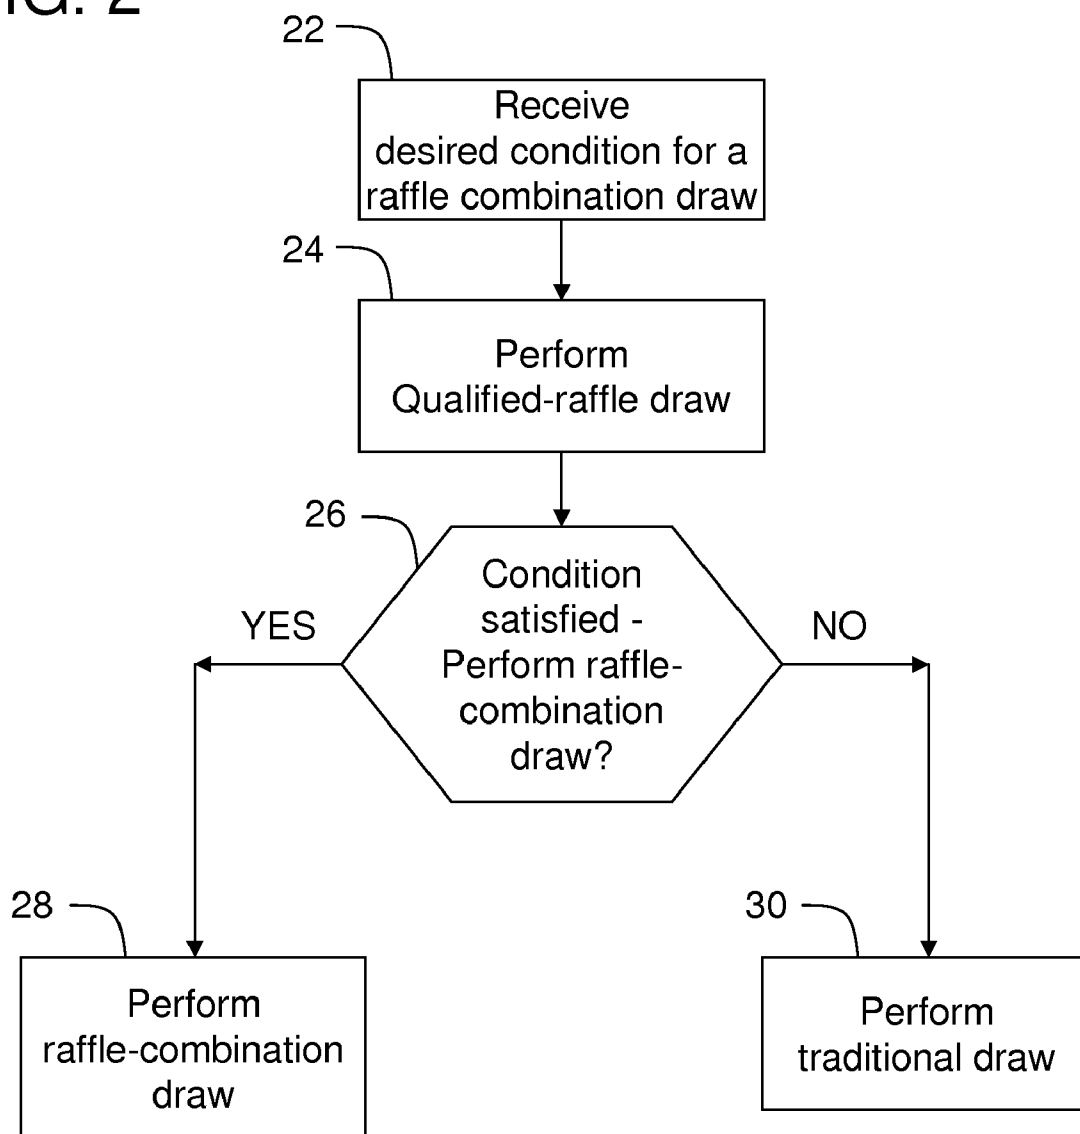 FIG. 2
22
Receive
desired condition for a
raffle combination draw
24
Perform
Qualified-raffle draw
26
Condition
satisfied -
Perform raffle-
combination
draw?
YES
NO
28
Perform
raffle-combination
draw
30
Perform
traditional draw